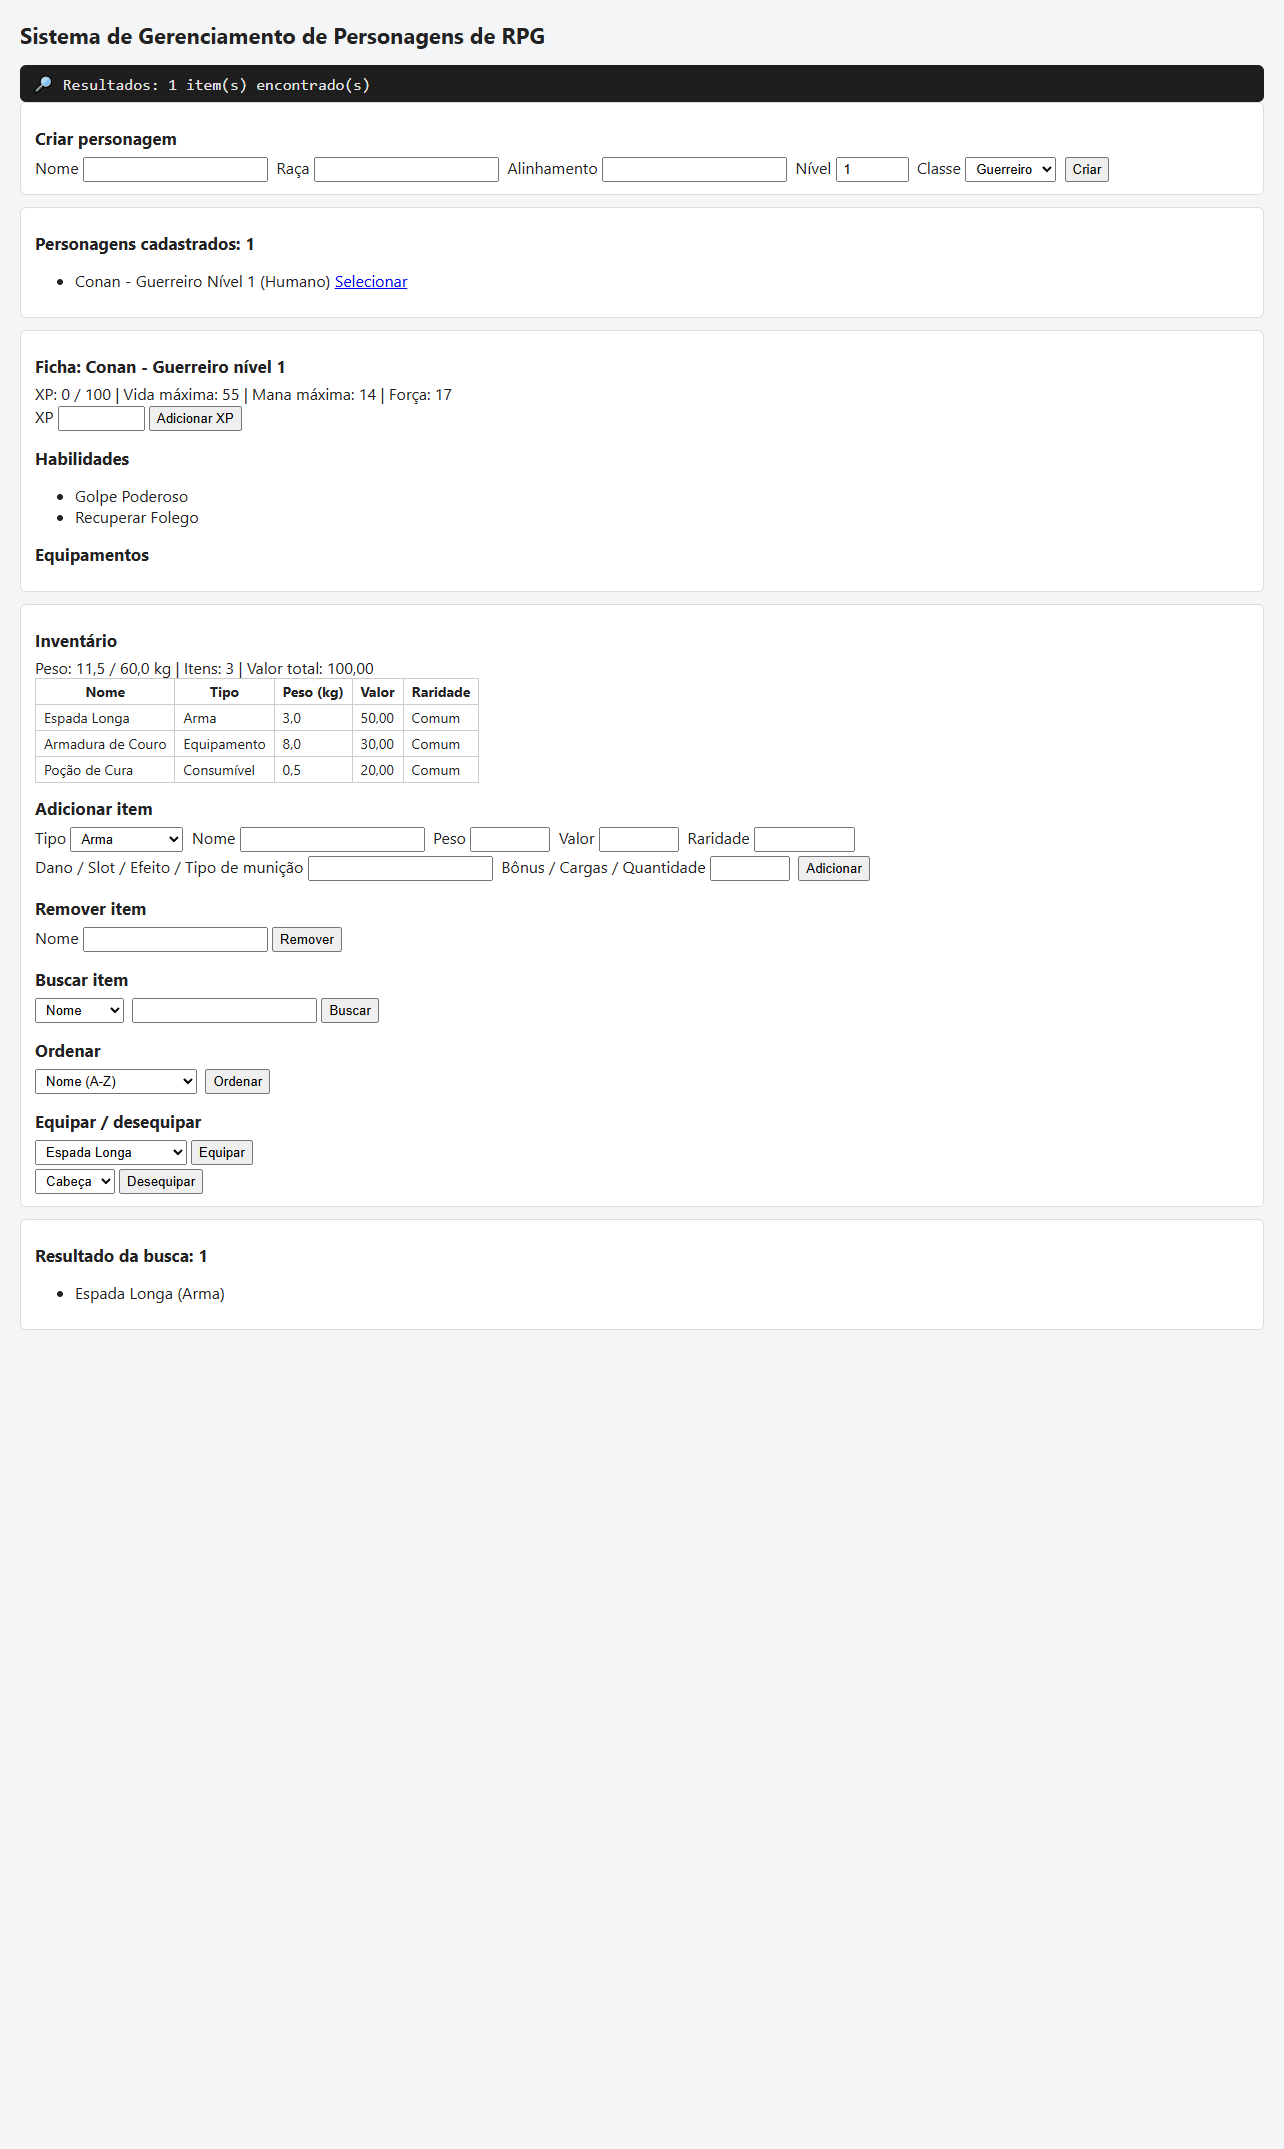 Sistema de Gerenciamento de Personagens de RPG
🔎 Resultados: 1 item(s) encontrado(s)
Criar personagem
Nome Raça Alinhamento Nível 1 Classe Guerreiro Criar
Personagens cadastrados: 1
• Conan - Guerreiro Nível 1 (Humano) Selecionar
Ficha: Conan - Guerreiro nível 1
XP: 0 / 100 | Vida máxima: 55 | Mana máxima: 14 | Força: 17
XP Adicionar XP
Habilidades
• Golpe Poderoso
• Recuperar Folego
Equipamentos
Inventário
Peso: 11,5 / 60,0 kg | Itens: 3 | Valor total: 100,00
Nome Tipo Peso (kg) Valor Raridade
Espada Longa Arma 3,0 50,00 Comum
Armadura de Couro Equipamento 8,0 30,00 Comum
Poção de Cura Consumível 0,5 20,00 Comum
Adicionar item
Tipo Arma Nome Peso Valor Raridade
Dano / Slot / Efeito / Tipo de munição Bônus / Cargas / Quantidade Adicionar
Remover item
Nome Remover
Buscar item
Nome Buscar
Ordenar
Nome (A-Z) Ordenar
Equipar / desequipar
Espada Longa Equipar
Cabeça Desequipar
Resultado da busca: 1
• Espada Longa (Arma)